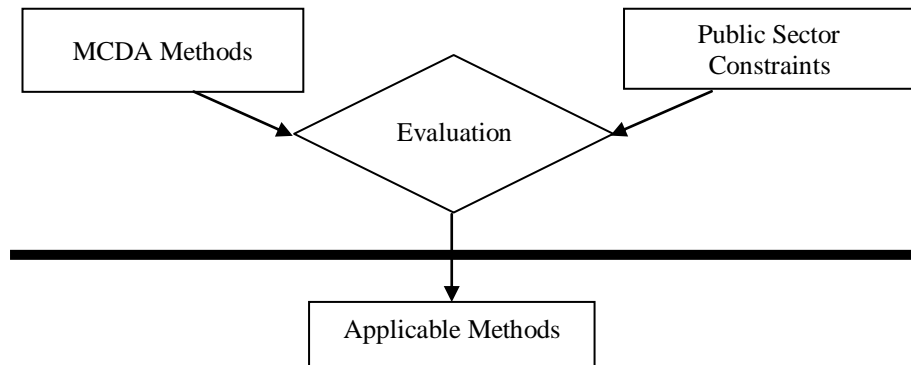 MCDA Methods
Public Sector
Constraints
Evaluation
Applicable Methods